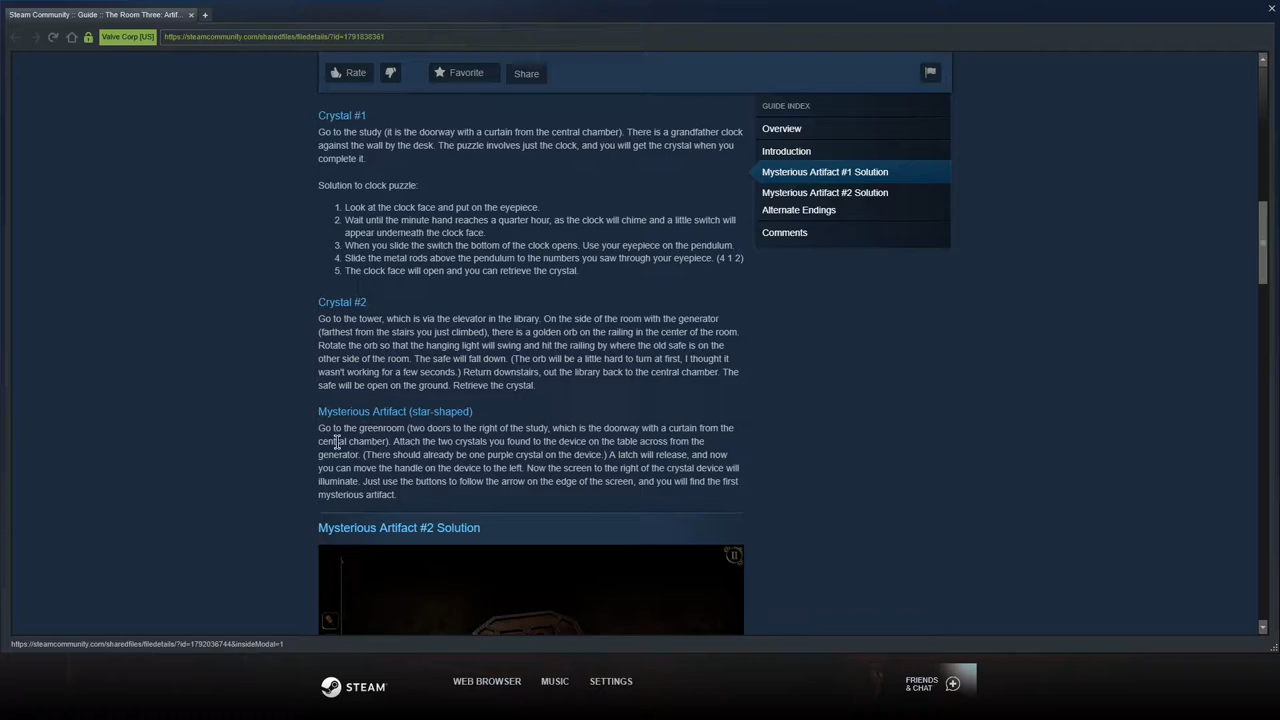 Steam Community :: Guide :: The Room Three: Artif...
Valve Corp [US] https://steamcommunity.com/sharedfiles/filedetails/?id=1791838361
Rate
Favorite
Share
Crystal #1
Go to the study (it is the doorway with a curtain from the central chamber). There is a grandfather clock
against the wall by the desk. The puzzle involves just the clock, and you will get the crystal when you
complete it.
Solution to clock puzzle:
1. Look at the clock face and put on the eyepiece.
2. Wait until the minute hand reaches a quarter hour, as the clock will chime and a little switch will
appear underneath the clock face.
3. When you slide the switch the bottom of the clock opens. Use your eyepiece on the pendulum.
4. Slide the metal rods above the pendulum to the numbers you saw through your eyepiece. (4 1 2)
5. The clock face will open and you can retrieve the crystal.
Crystal #2
Go to the tower, which is via the elevator in the library. On the side of the room with the generator
(farthest from the stairs you just climbed), there is a golden orb on the railing in the center of the room.
Rotate the orb so that the hanging light will swing and hit the railing by where the old safe is on the
other side of the room. The safe will fall down. (The orb will be a little hard to turn at first, I thought it
wasn't working for a few seconds.) Return downstairs, out the library back to the central chamber. The
safe will be open on the ground. Retrieve the crystal.
Mysterious Artifact (star-shaped)
Go to the greenroom (two doors to the right of the study, which is the doorway with a curtain from the
central chamber). Attach the two crystals you found to the device on the table across from the
generator. (There should already be one purple crystal on the device.) A latch will release, and now
you can move the handle on the device to the left. Now the screen to the right of the crystal device will
illuminate. Just use the buttons to follow the arrow on the edge of the screen, and you will find the first
mysterious artifact.
Mysterious Artifact #2 Solution
GUIDE INDEX
Overview
Introduction
Mysterious Artifact #1 Solution
Mysterious Artifact #2 Solution
Alternate Endings
Comments
https://steamcommunity.com/sharedfiles/filedetails/?id=1792036744&insideModal=1
STEAM
WEB BROWSER
MUSIC
SETTINGS
FRIENDS
& CHAT